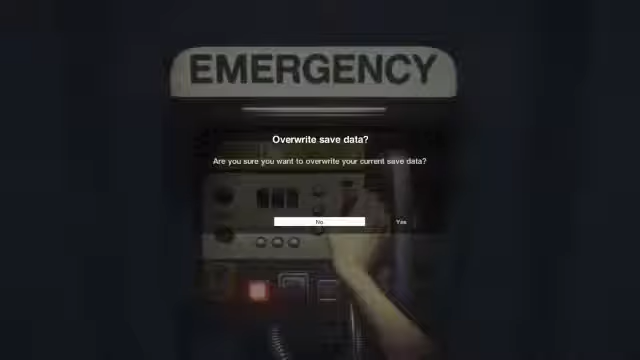 EMERGENCY
Overwrite save data?
Are you sure you want to overwrite your current save data?
No
Yes